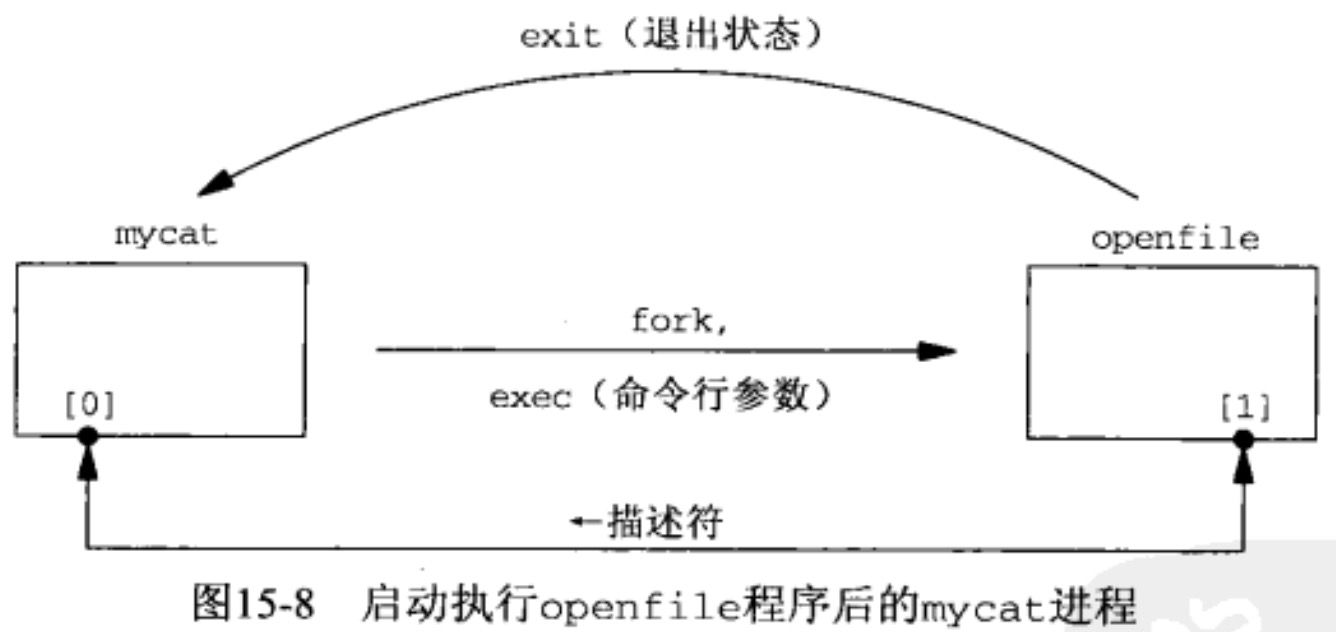 exit（退出状态）
mycat
openfile
fork,
exec（命令行参数）
[0]
[1]
←描述符
图15-8 启动执行openfile程序后的mycat进程